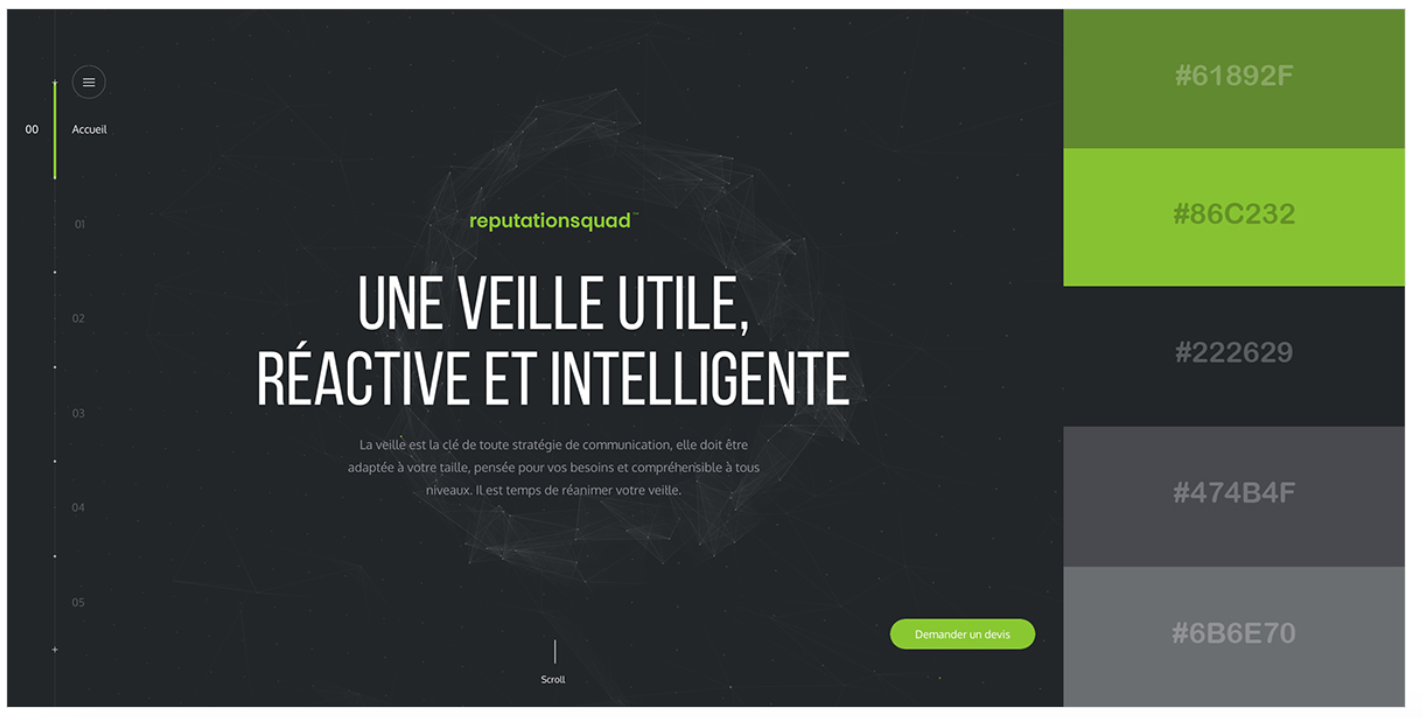 00
Accueil
01
02
03
04
05
reputationsquad™
UNE VEILLE UTILE,
RÉACTIVE ET INTELLIGENTE
La veille est la clé de toute stratégie de communication, elle doit être
adaptée à votre taille, pensée pour vos besoins et compréhensible à tous
niveaux. Il est temps de réanimer votre veille.
Demander un devis
Scroll
#61892F
#86C232
#222629
#474B4F
#6B6E70